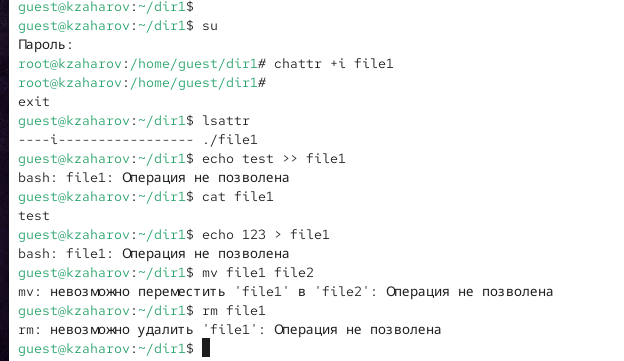 guest@kzaharov:~/dir1$
guest@kzaharov:~/dir1$ su
Пароль:
root@kzaharov:/home/guest/dir1# chattr +i file1
root@kzaharov:/home/guest/dir1#
exit
guest@kzaharov:~/dir1$ lsattr
----i----------------- ./file1
guest@kzaharov:~/dir1$ echo test >> file1
bash: file1: Операция не позволена
guest@kzaharov:~/dir1$ cat file1
test
guest@kzaharov:~/dir1$ echo 123 > file1
bash: file1: Операция не позволена
guest@kzaharov:~/dir1$ mv file1 file2
mv: невозможно переместить 'file1' в 'file2': Операция не позволена
guest@kzaharov:~/dir1$ rm file1
rm: невозможно удалить 'file1': Операция не позволена
guest@kzaharov:~/dir1$